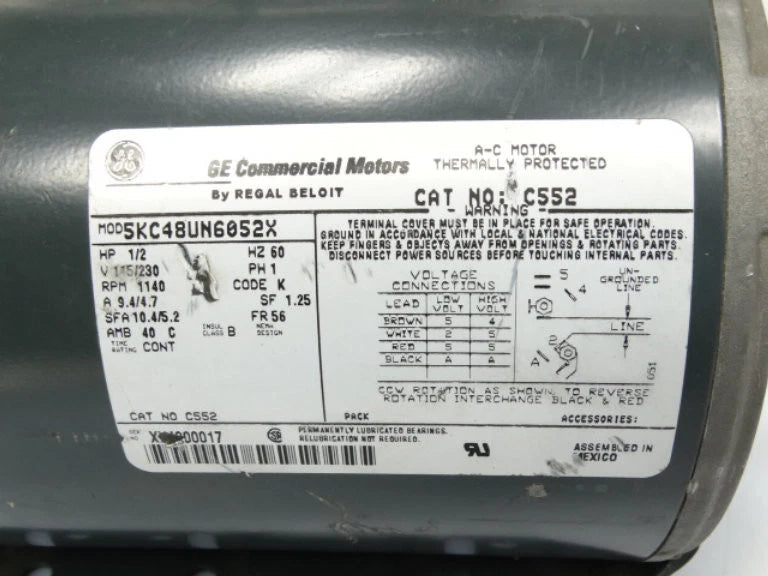 GE
GE Commercial Motors
By REGAL BELOIT
A-C MOTOR
THERMALLY PROTECTED
CAT NO: C552
MOD 5KC48UN6052X
HP 1/2 HZ 60
V 115/230 PH 1
RPM 1140 CODE K
A 9.4/4.7 SF 1.25
SFA 10.4/5.2 FR 56
AMB 40 C INSUL CLASS B NEMA DESIGN
TIME RATING CONT
CAT NO C552
WARNING
TERMINAL COVER MUST BE IN PLACE FOR SAFE OPERATION.
GROUND IN ACCORDANCE WITH LOCAL & NATIONAL ELECTRICAL CODES.
KEEP FINGERS & OBJECTS AWAY FROM OPENINGS & ROTATING PARTS.
DISCONNECT POWER SOURCES BEFORE TOUCHING INTERNAL PARTS.
VOLTAGE CONNECTIONS
LEAD LOW VOLT HIGH VOLT
BROWN 5 4
WHITE 2 5
RED 5 5
BLACK A A
5
4
2
A
UN-GROUNDED LINE
LINE
051
CCW ROTATION AS SHOWN, TO REVERSE
ROTATION INTERCHANGE BLACK & RED
PACK
ACCESSORIES:
NO
PERMANENTLY LUBRICATED BEARINGS.
RELUBRICATION NOT REQUIRED.
ASSEMBLED IN
MEXICO